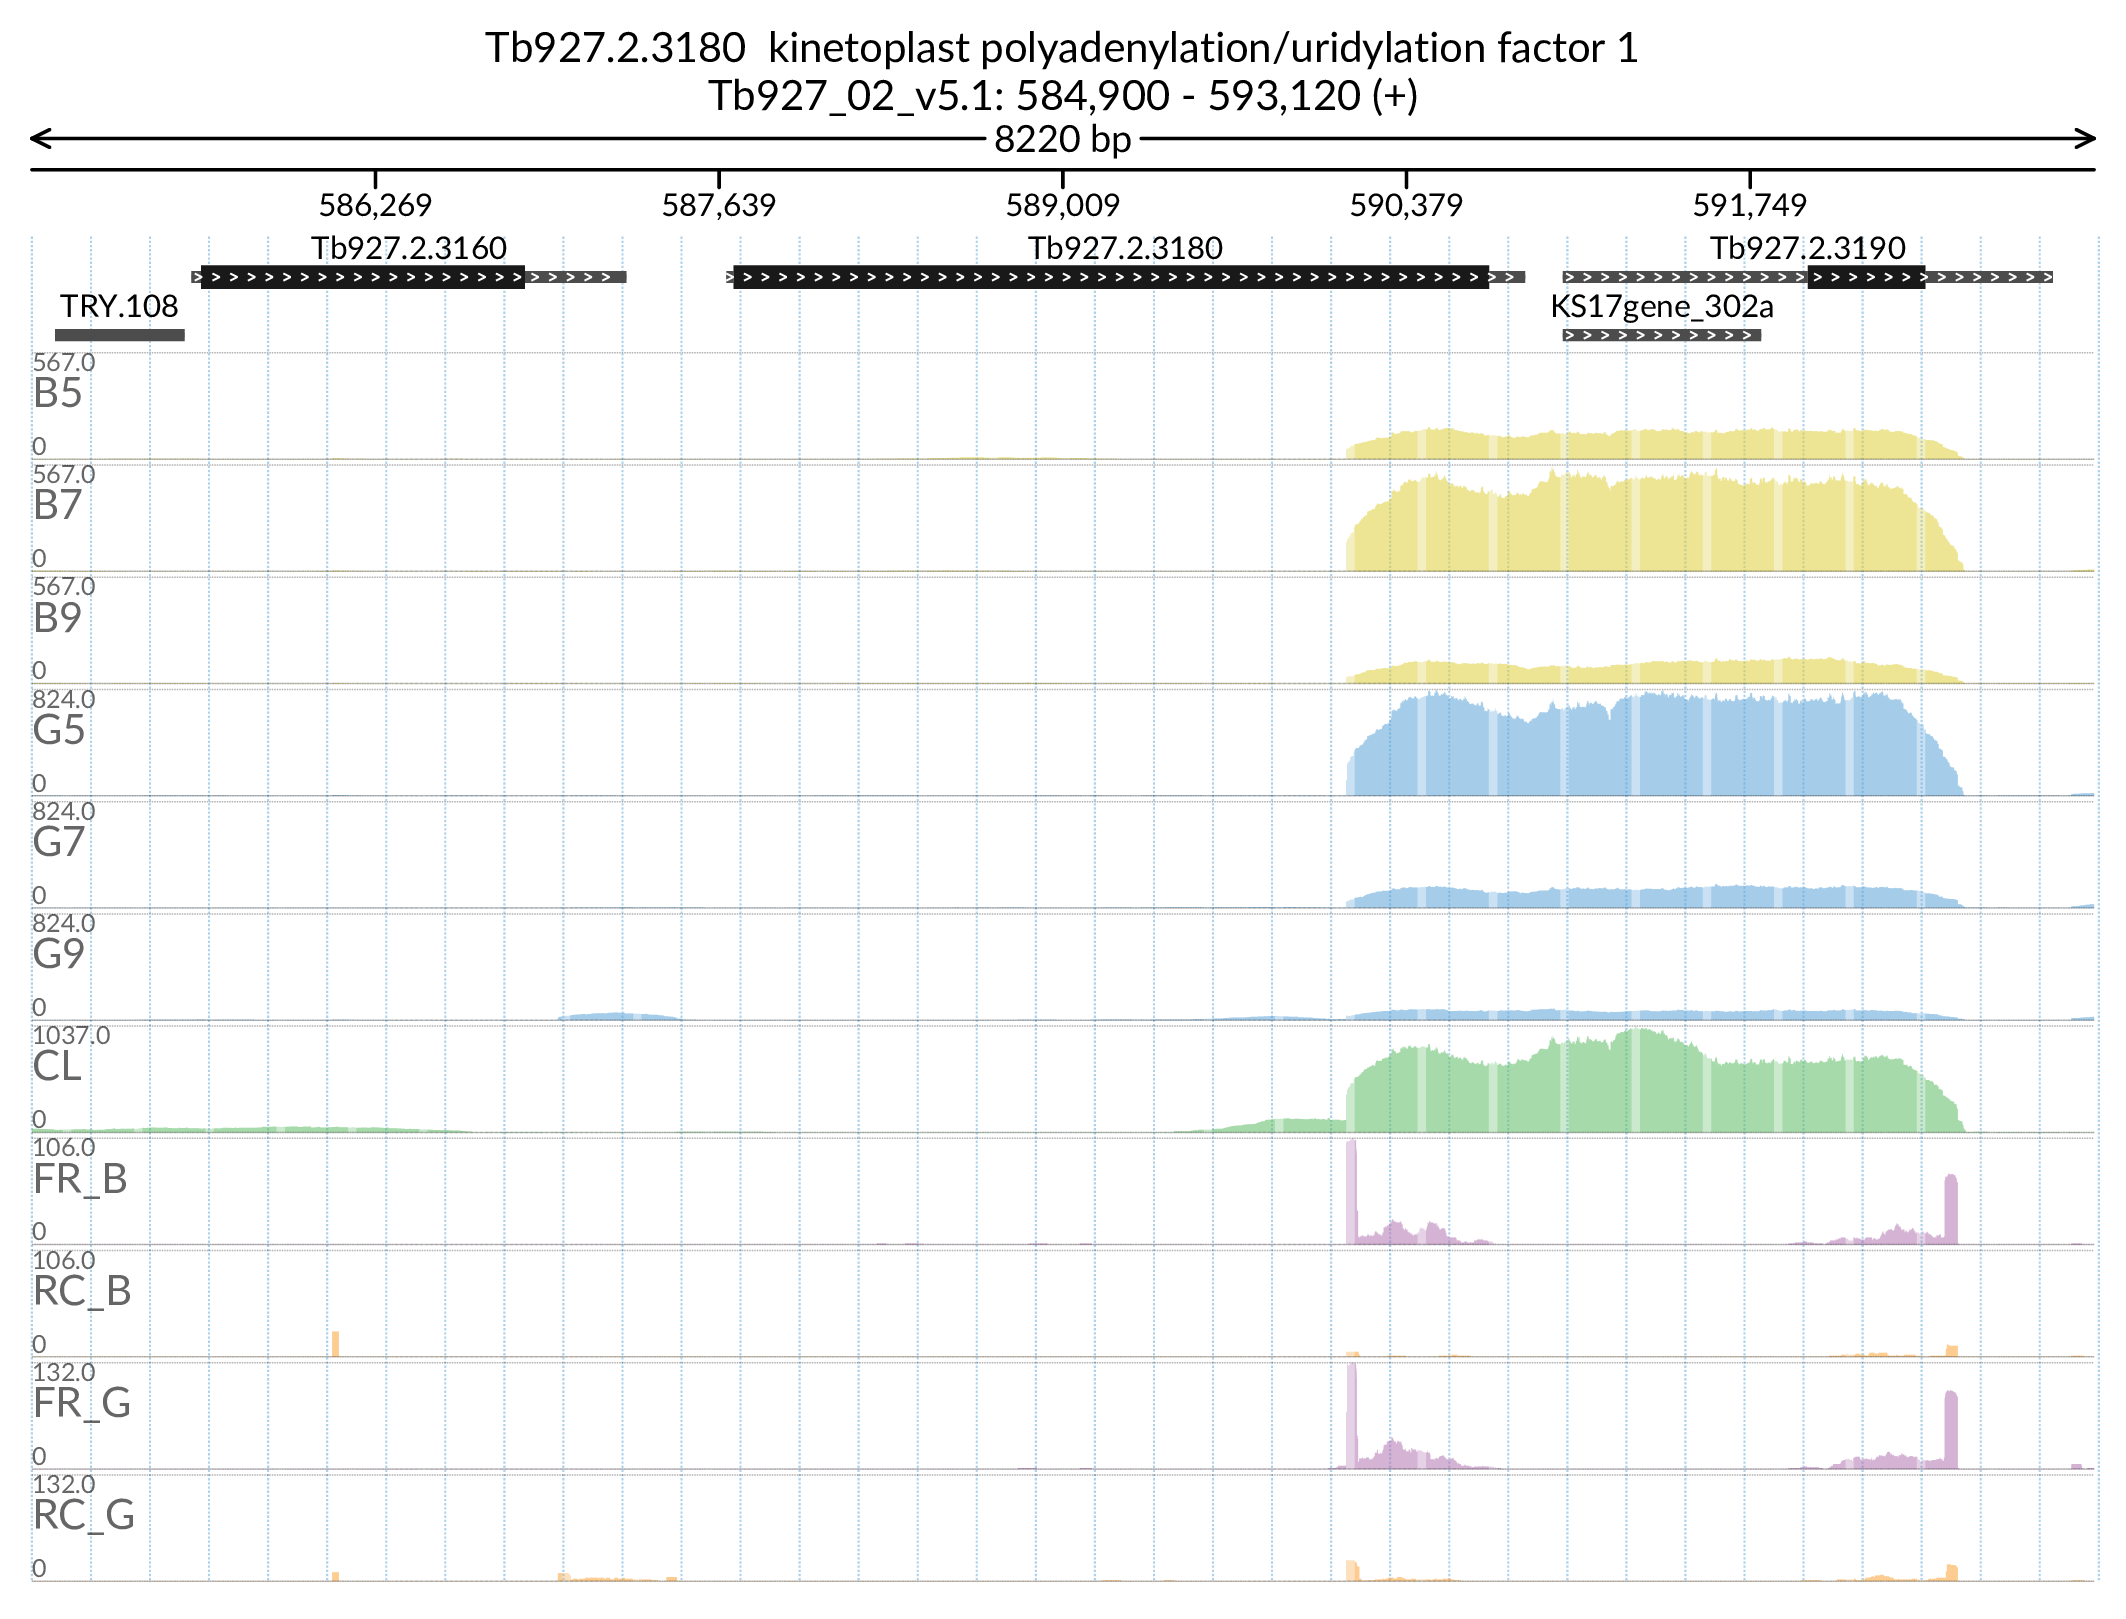 Tb927.2.3180  kinetoplast polyadenylation/uridylation factor 1
Tb927_02_v5.1: 584,900 - 593,120 (+)
8220 bp
586,269 587,639 589,009 590,379 591,749
Tb927.2.3160 Tb927.2.3180 Tb927.2.3190
TRY.108 KS17gene_302a
567.0
B5
0
567.0
B7
0
567.0
B9
0
824.0
G5
0
824.0
G7
0
824.0
G9
0
1037.0
CL
0
106.0
FR_B
0
106.0
RC_B
0
132.0
FR_G
0
132.0
RC_G
0